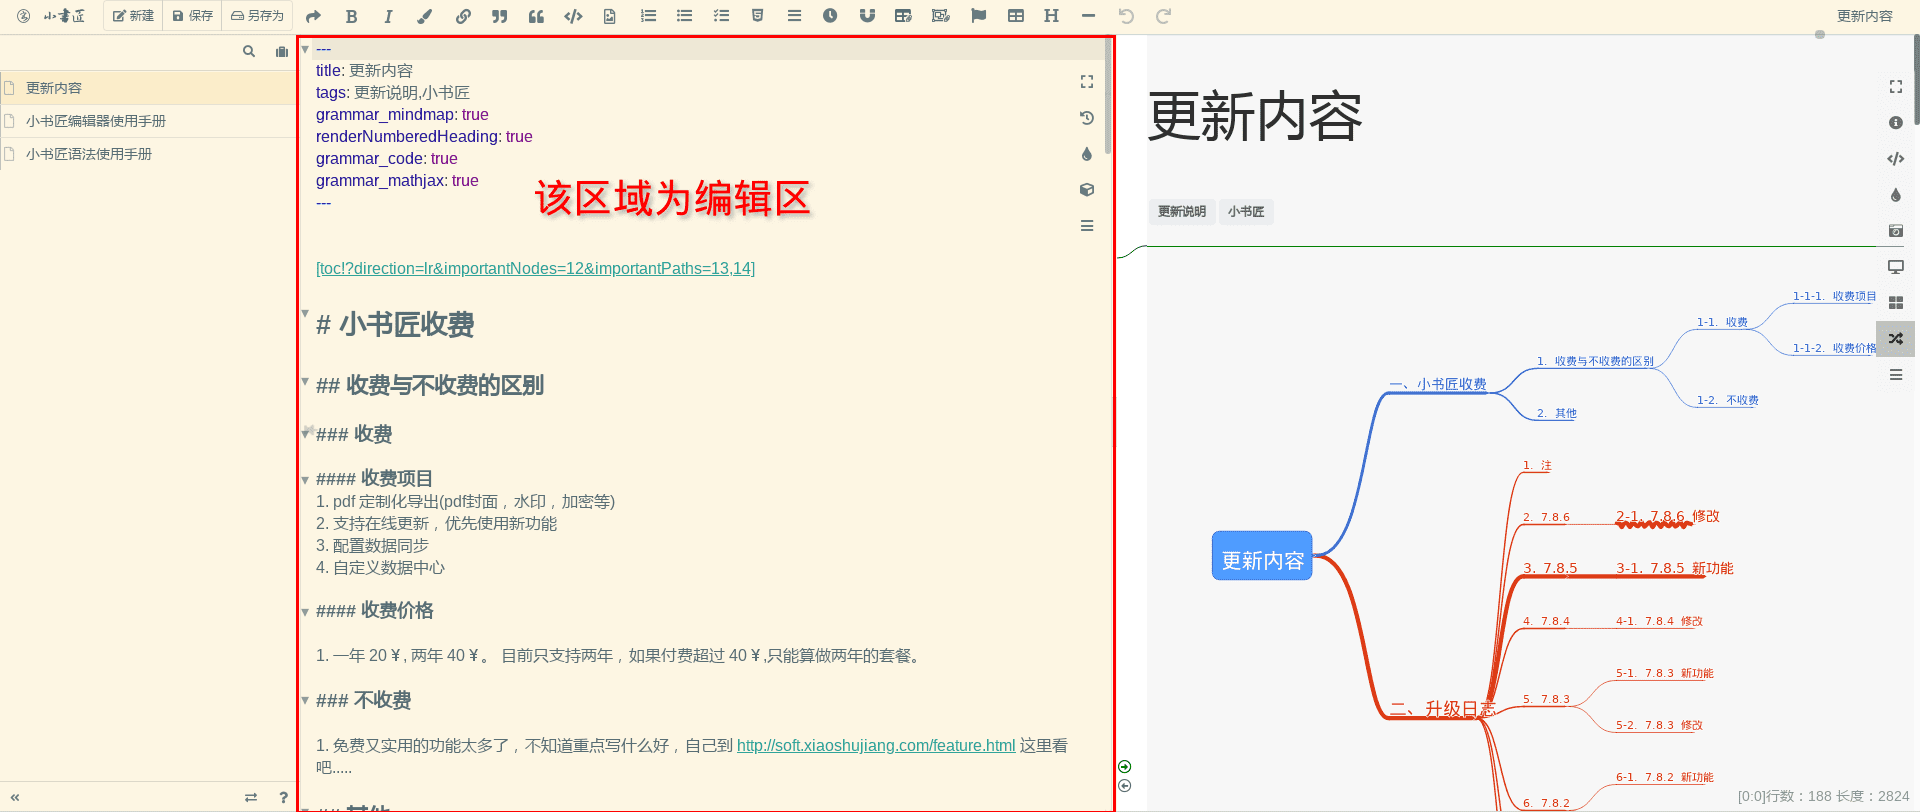 小书匠
新建
保存
另存为
更新内容
更新内容
小书匠编辑器使用手册
小书匠语法使用手册
---
title: 更新内容
tags: 更新说明,小书匠
grammar_mindmap: true
renderNumberedHeading: true
grammar_code: true
grammar_mathjax: true
---
该区域为编辑区
[toc!?direction=lr&importantNodes=12&importantPaths=13,14]
# 小书匠收费
## 收费与不收费的区别
### 收费
#### 收费项目
1. pdf 定制化导出(pdf封面，水印，加密等)
2. 支持在线更新，优先使用新功能
3. 配置数据同步
4. 自定义数据中心
#### 收费价格
1. 一年 20 ¥ , 两年 40 ¥ 。 目前只支持两年，如果付费超过 40 ¥ ,只能算做两年的套餐。
### 不收费
1. 免费又实用的功能太多了，不知道重点写什么好，自己到 http://soft.xiaoshujiang.com/feature.html 这里看
吧.....
## 其他
更新内容
更新说明
小书匠
1-1-1. 收费项目
1-1. 收费
1-1-2. 收费价格
1. 收费与不收费的区别
一、小书匠收费
1-2. 不收费
2. 其他
1. 注
2. 7.8.6
2-1. 7.8.6 修改
更新内容
3. 7.8.5
3-1. 7.8.5 新功能
4. 7.8.4
4-1. 7.8.4 修改
5-1. 7.8.3 新功能
5. 7.8.3
二、升级日志
5-2. 7.8.3 修改
6-1. 7.8.2 新功能
6. 7.8.2
[0:0]行数：188 长度：2824